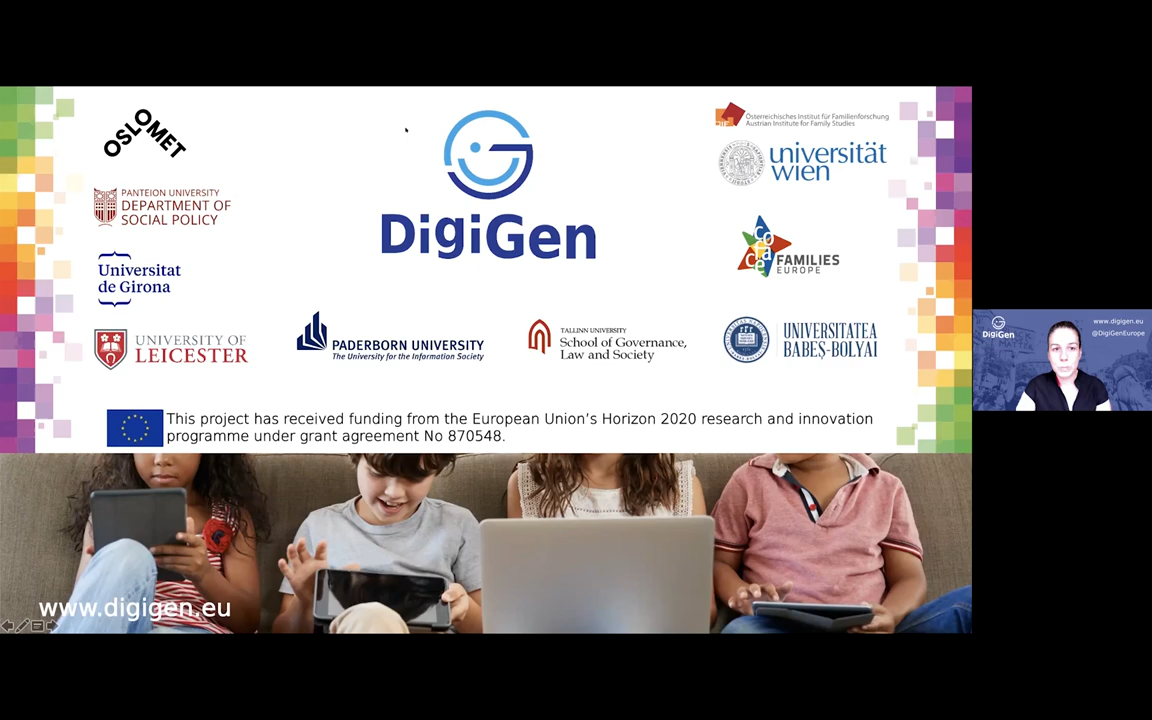 OSLOMET
PANTEION UNIVERSITY
DEPARTMENT OF
SOCIAL POLICY
Universitat
de Girona
UNIVERSITY OF
LEICESTER
DigiGen
PADERBORN UNIVERSITY
The University for the Information Society
TALLINN UNIVERSITY
School of Governance,
Law and Society
Österreichisches Institut für Familienforschung
Austrian Institute for Family Studies
universität
wien
Coface
FAMILIES
EUROPE
UNIVERSITATEA
BABEȘ-BOLYAI
This project has received funding from the European Union’s Horizon 2020 research and innovation
programme under grant agreement No 870548.
www.digigen.eu
DigiGen
www.digigen.eu
@DigiGenEurope